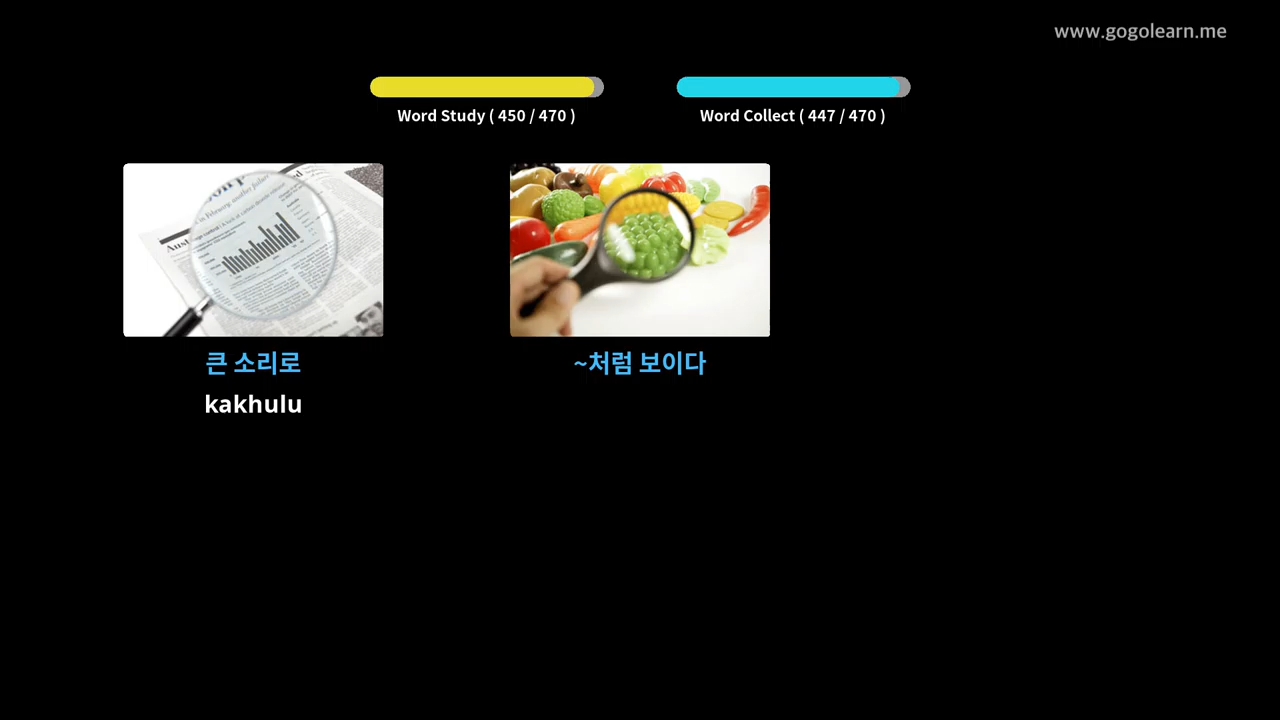 www.gogolearn.me
Word Study ( 450 / 470 )
Word Collect ( 447 / 470 )
큰 소리로
~처럼 보이다
kakhulu